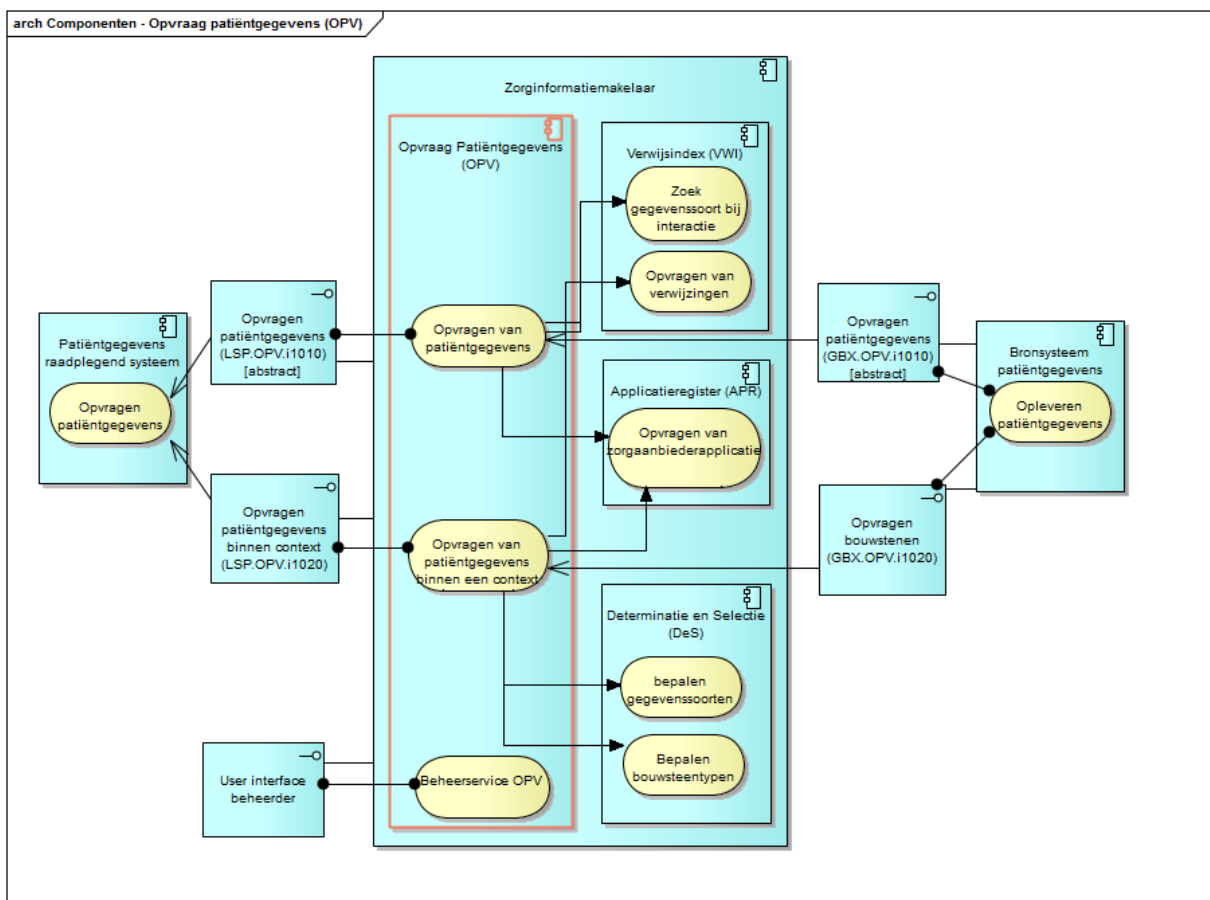 arch Componenten - Opvraag patiëntgegevens (OPV)
Zorginformatiemakelaar
Opvraag Patiëntgegevens
(OPV)
Verwijsindex (VWI)
Zoek
gegevenssoort bij
interactie
Opvragen van
verwijzingen
Opvragen
patiëntgegevens
(LSP.OPV.i1010)
[abstract]
Opvragen van
patiëntgegevens
Opvragen
patiëntgegevens
(GBX.OPV.i1010)
[abstract]
Patiëntgegevens
raadplegend systeem
Opvragen
patiëntgegevens
Bronsysteem
patiëntgegevens
Opleveren
patiëntgegevens
Applicatieregister (APR)
Opvragen van
zorgaanbiederapplicatie
Opvragen
patiëntgegevens
binnen context
(LSP.OPV.i1020)
Opvragen van
patiëntgegevens
binnen een context
Opvragen
bouwstenen
(GBX.OPV.i1020)
Determinatie en Selectie
(DeS)
bepalen
gegevenssoorten
Bepalen
bouwsteentypen
User interface
beheerder
Beheerservice OPV